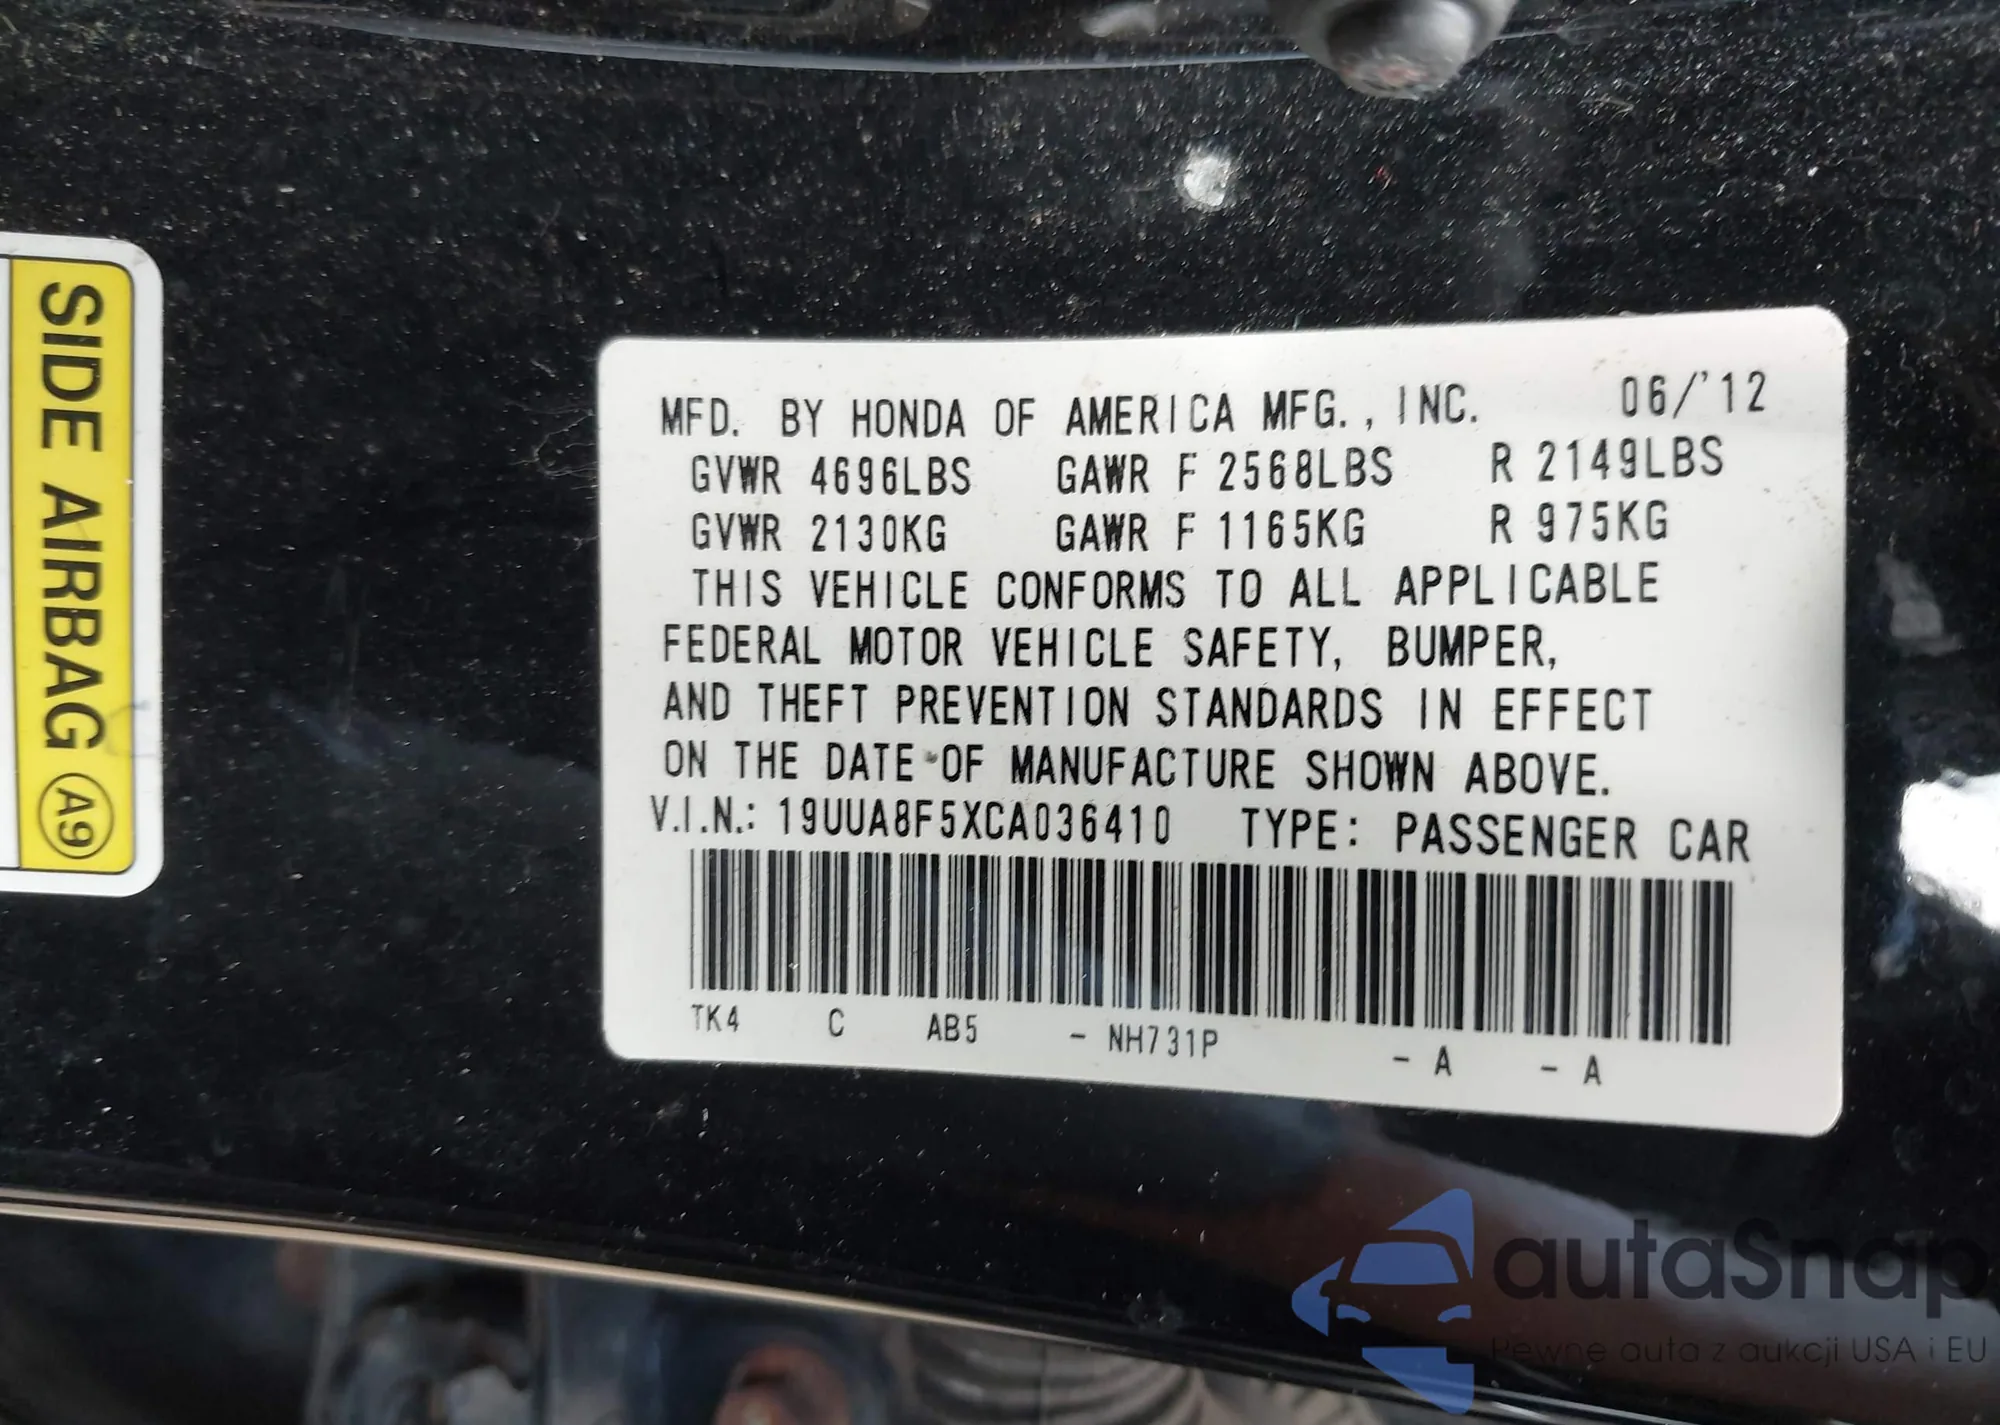 SIDE AIRBAG A9
MFD. BY HONDA OF AMERICA MFG., INC. 06/'12
GVWR 4696LBS GAWR F 2568LBS R 2149LBS
GVWR 2130KG GAWR F 1165KG R 975KG
THIS VEHICLE CONFORMS TO ALL APPLICABLE
FEDERAL MOTOR VEHICLE SAFETY, BUMPER,
AND THEFT PREVENTION STANDARDS IN EFFECT
ON THE DATE OF MANUFACTURE SHOWN ABOVE.
V.I.N.: 19UUA8F5XCA036410 TYPE: PASSENGER CAR
TK4 C AB5 - NH731P - A - A
autaSnap
Pewne auta z aukcji USA i EU